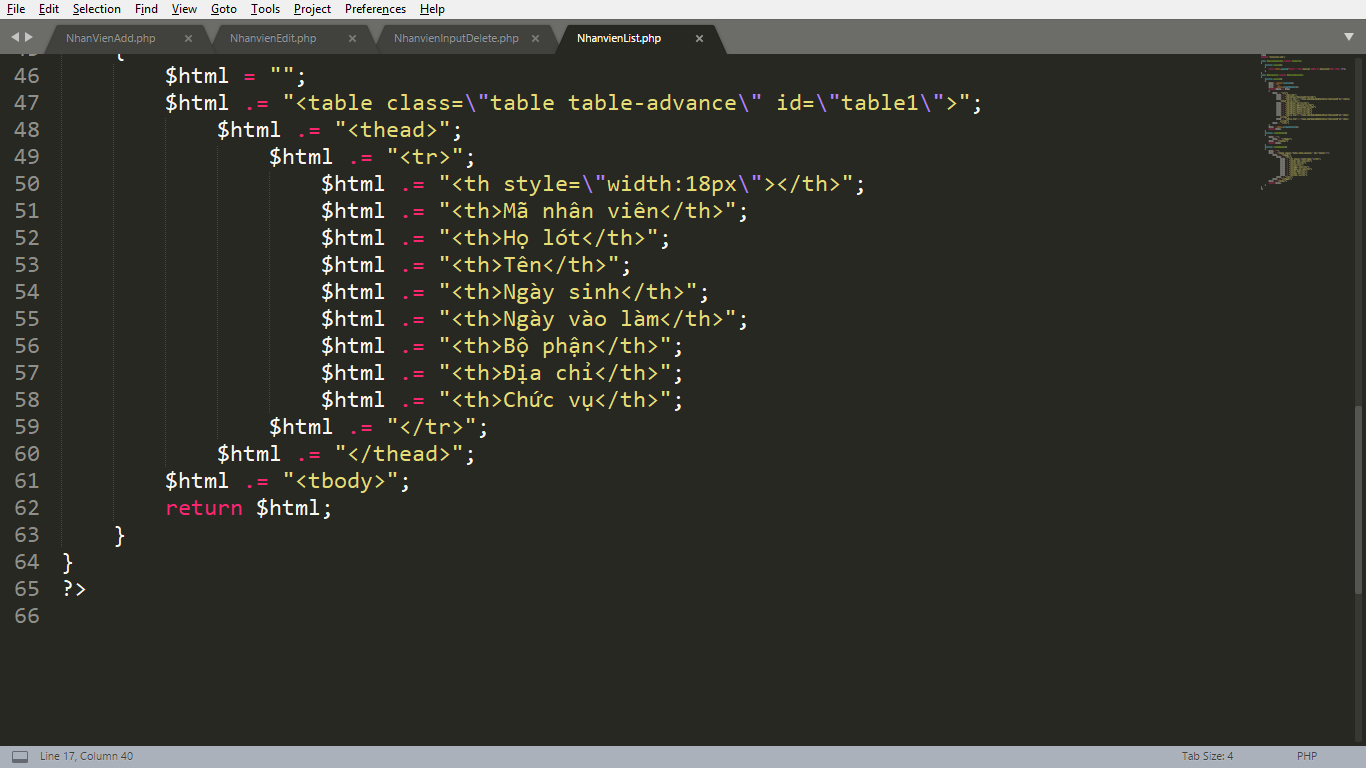 File Edit Selection Find View Goto Tools Project Preferences Help
NhanVienAdd.php NhanvienEdit.php NhanvienInputDelete.php NhanvienList.php
46 $html = "";
47 $html .= "<table class=\"table table-advance\" id=\"table1\">";
48 $html .= "<thead>";
49 $html .= "<tr>";
50 $html .= "<th style=\"width:18px\"></th>";
51 $html .= "<th>Mã nhân viên</th>";
52 $html .= "<th>Họ lót</th>";
53 $html .= "<th>Tên</th>";
54 $html .= "<th>Ngày sinh</th>";
55 $html .= "<th>Ngày vào làm</th>";
56 $html .= "<th>Bộ phận</th>";
57 $html .= "<th>Địa chỉ</th>";
58 $html .= "<th>Chức vụ</th>";
59 $html .= "</tr>";
60 $html .= "</thead>";
61 $html .= "<tbody>";
62 return $html;
63 }
64 }
65 ?>
66
Line 17, Column 40 Tab Size: 4 PHP